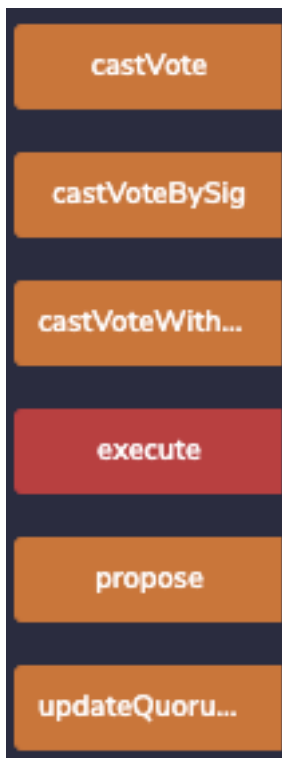 castVote
castVoteBySig
castVoteWith...
execute
propose
updateQuoru...